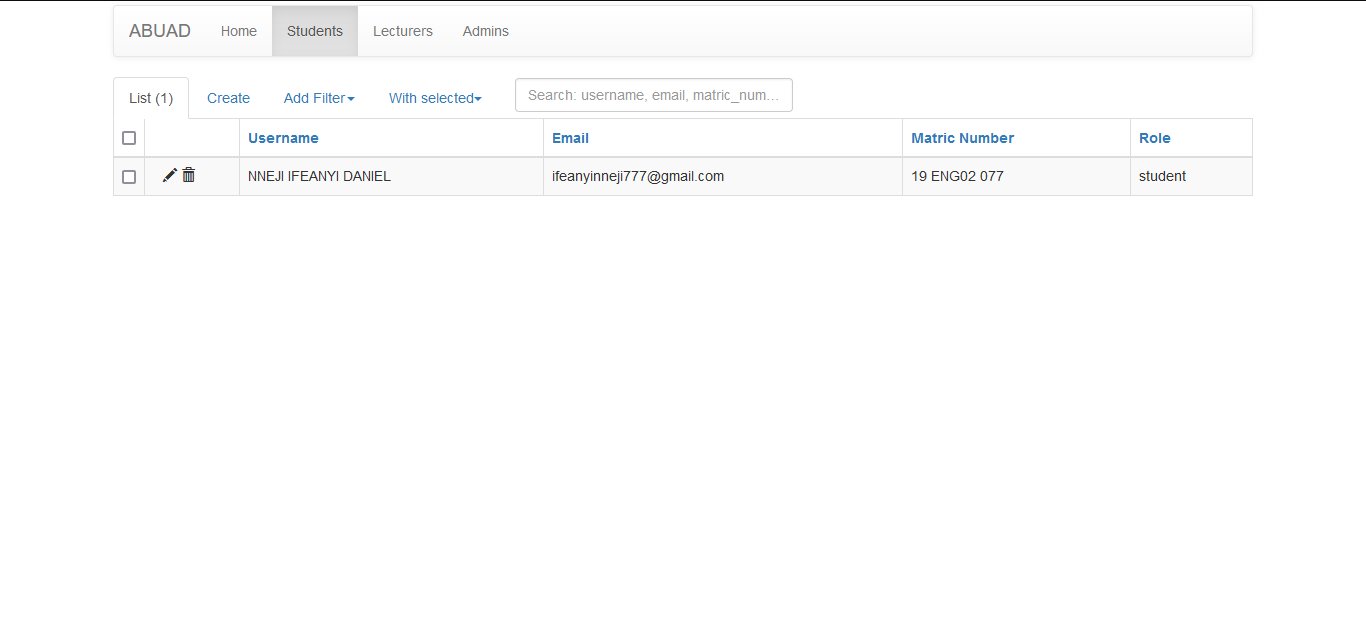 ABUAD Home Students Lecturers Admins
List (1) Create Add Filter With selected Search: username, email, matric_num…
Username Email Matric Number Role
NNEJI IFEANYI DANIEL ifeanyinneji777@gmail.com 19 ENG02 077 student